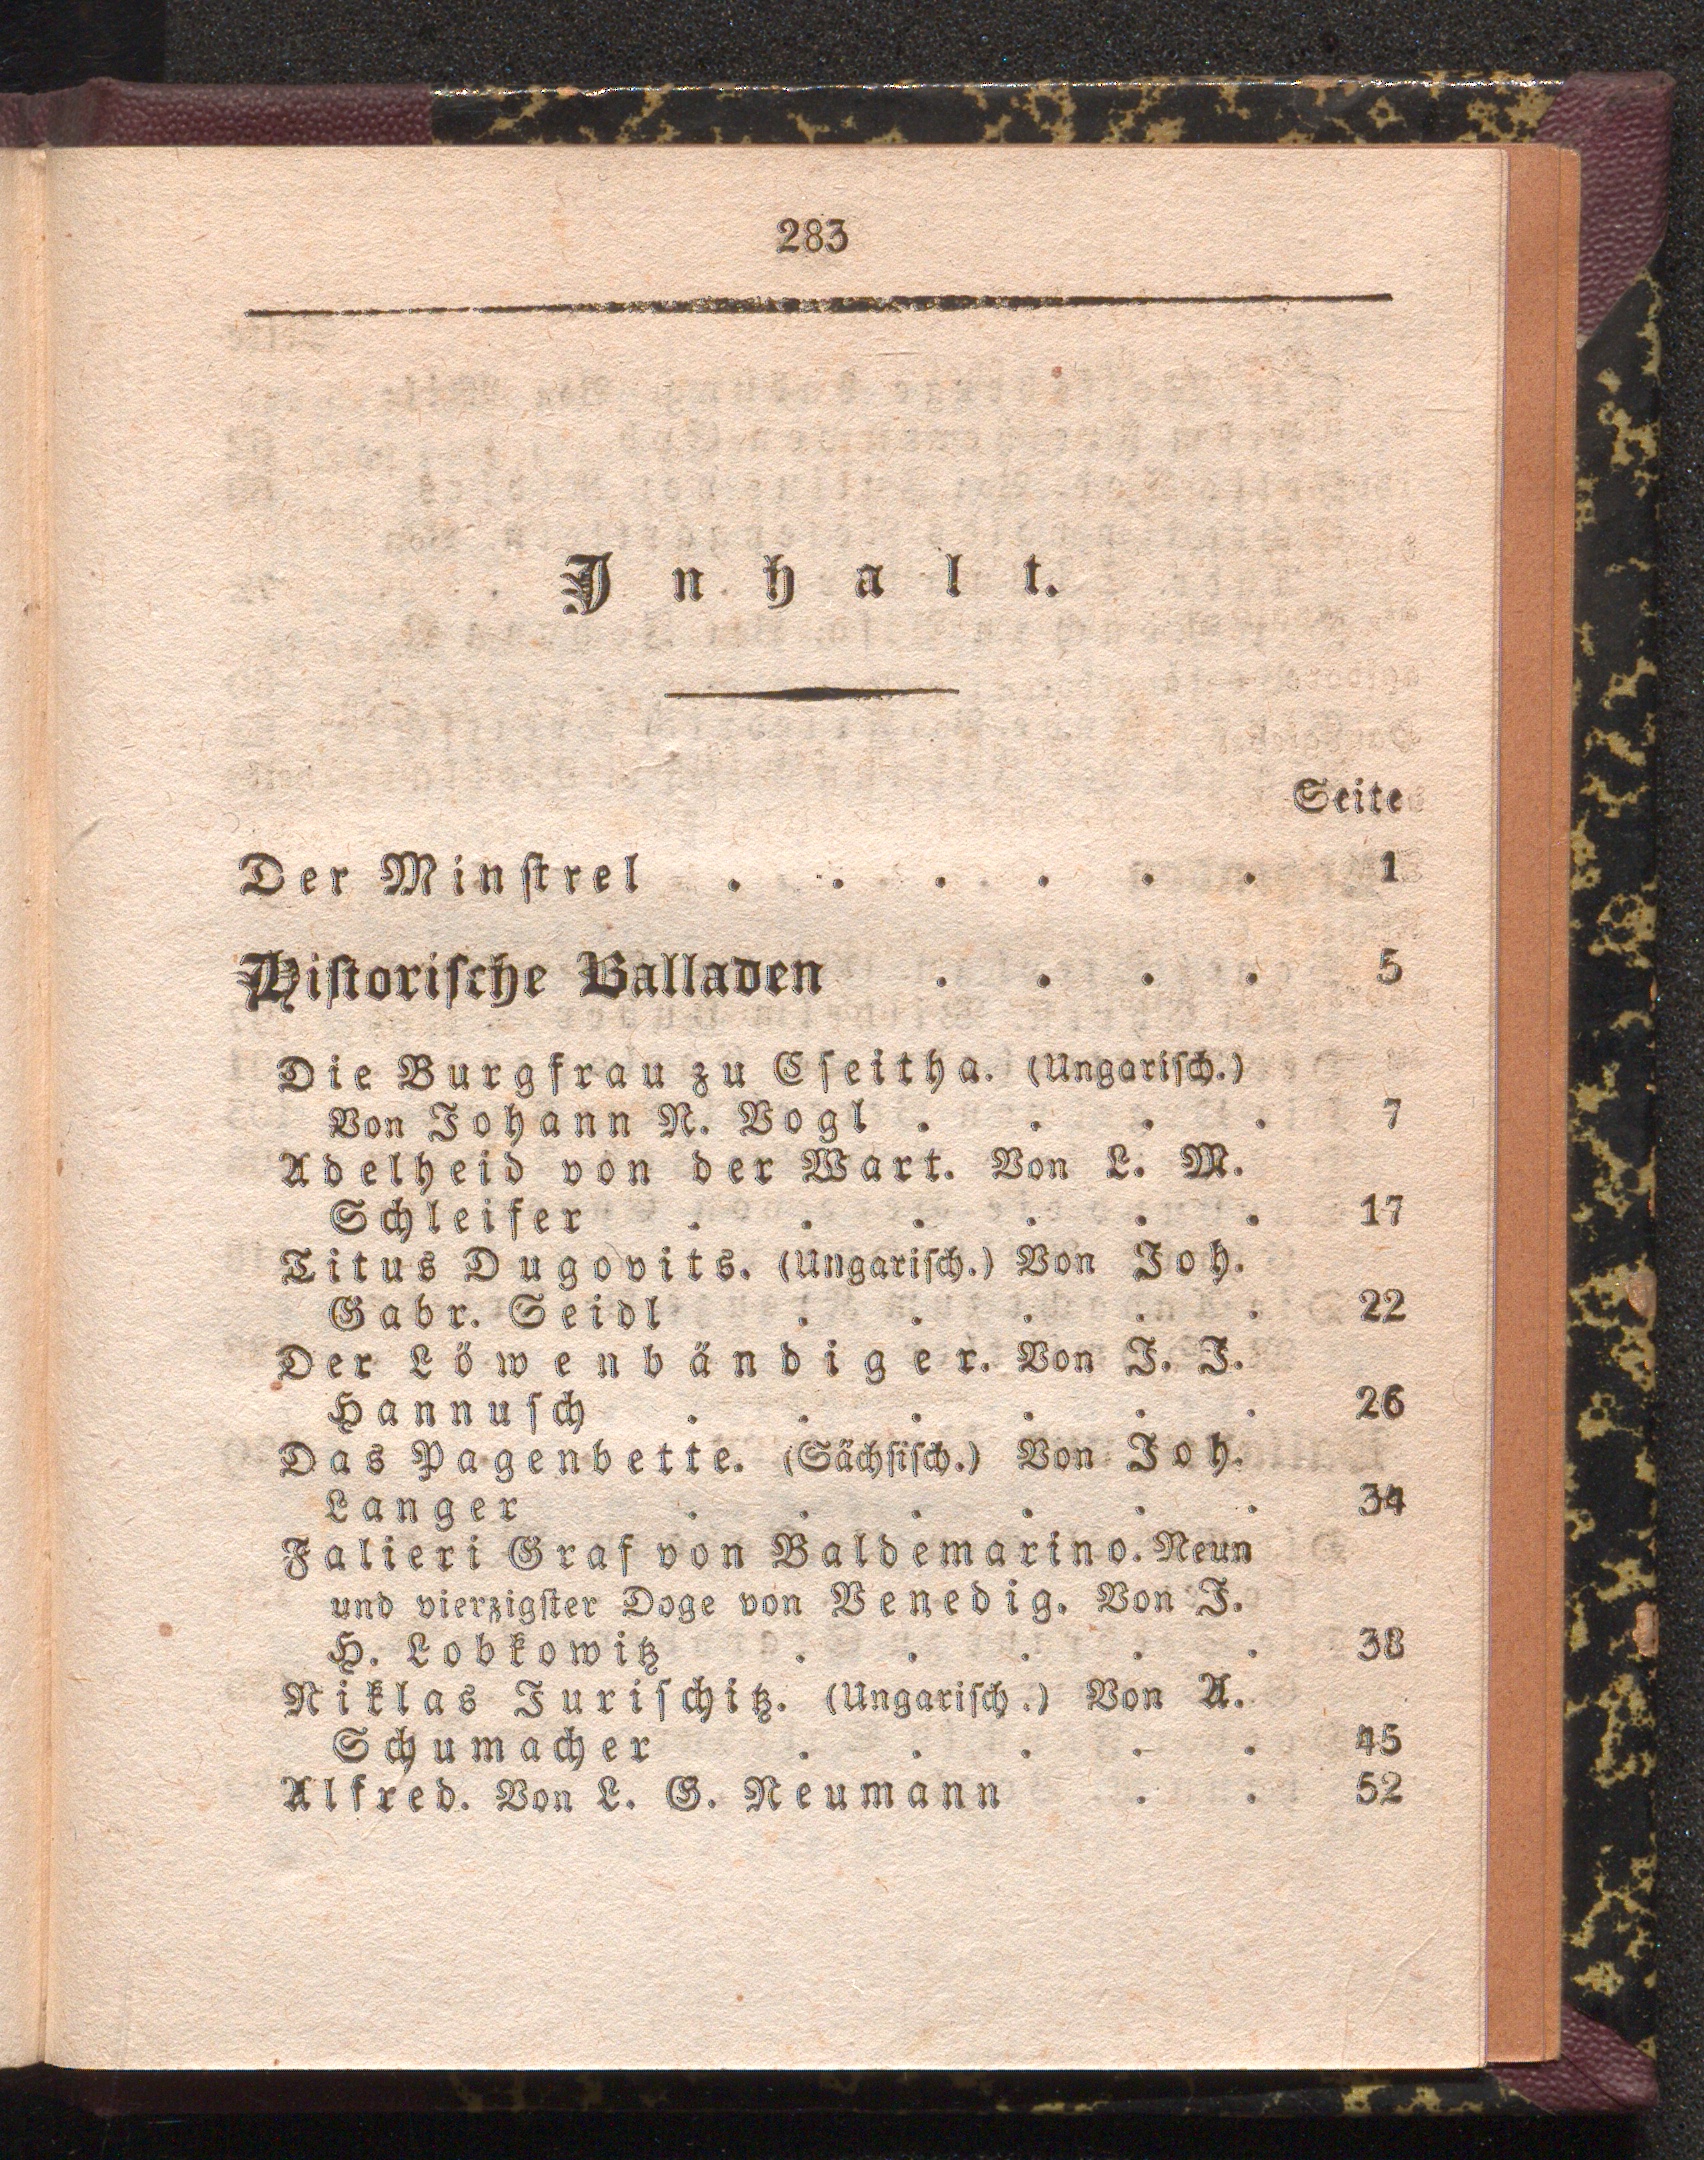 283
Inhalt.
Seite
Der Minstrel . . . . . . 1
Historische Balladen . . . . 5
Die Burgfrau zu Cseitha. (Ungarisch.)
Von Johann N. Vogl . . . . 7
Adelheid von der Wart. Von L. M.
Schleifer . . . . . . 17
Titus Dugovits. (Ungarisch.) Von Joh.
Gabr. Seidl . . . . . 22
Der Löwenbändiger. Von J. J.
Hannusch . . . . . . 26
Das Pagenbette. (Sächsisch.) Von Joh.
Langer . . . . . . 34
Falieri Graf von Valdemarino. Neun
und vierzigster Doge von Venedig. Von J.
H. Lobkowitz . . . . . 38
Niklas Jurischitz. (Ungarisch.) Von A.
Schumacher . . . . . 45
Alfred. Von L. G. Neumann . . 52